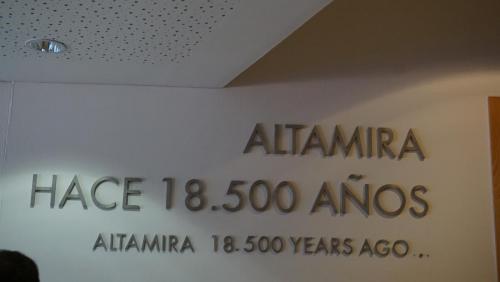 ALTAMIRA
HACE 18.500 AÑOS
ALTAMIRA 18.500 YEARS AGO...